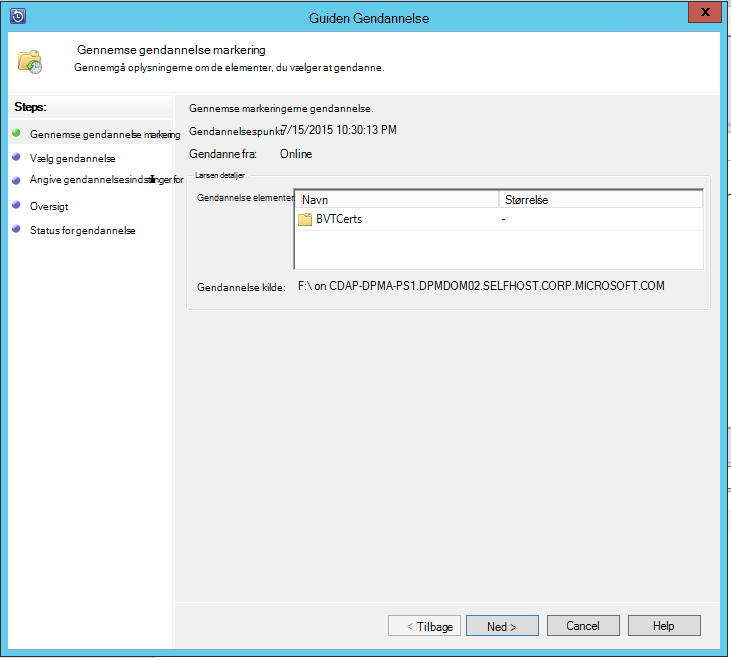 Guiden Gendannelse
x
Gennemse gendannelse markering
Gennemgå oplysningerne om de elementer, du vælger at gendanne.
Steps:
Gennemse gendannelse markering
Vælg gendannelse
Angive gendannelsesindstillinger for
Oversigt
Status for gendannelse
Gennemse markeringerne gendannelse.
Gendannelsespunkt 7/15/2015 10:30:13 PM
Gendanne fra: Online
Larsen detaljer
Gendannelse elementer
Navn Størrelse
BVTCerts -
Gendannelse kilde: F:\ on CDAP-DPMA-PS1.DPMDOM02.SELFHOST.CORP.MICROSOFT.COM
< Tilbage Ned > Cancel Help